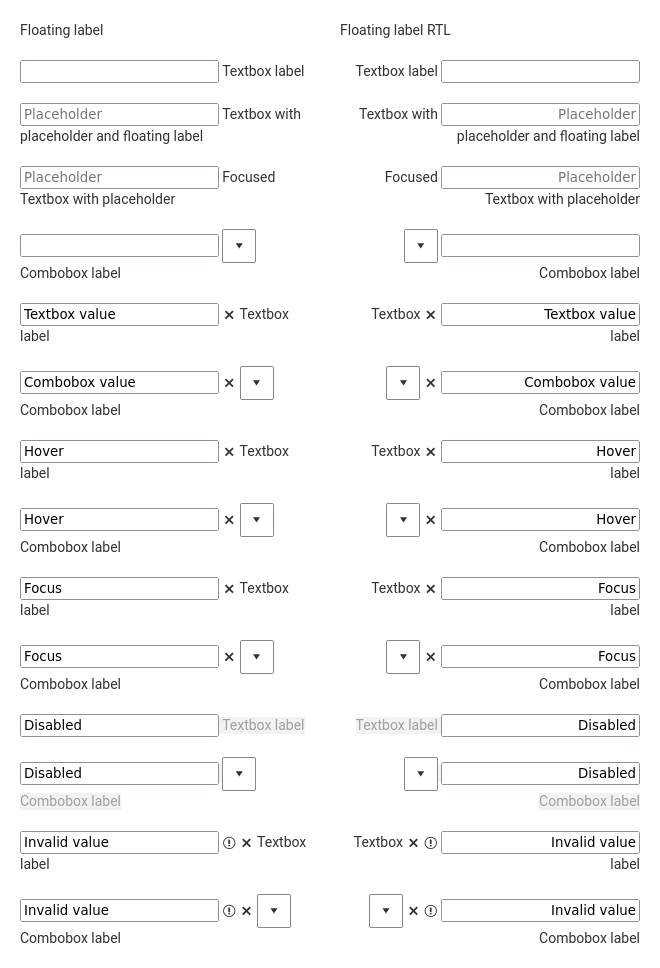 Floating label
Floating label RTL
Textbox label
Textbox label
Placeholder Textbox with
placeholder and floating label
Textbox with Placeholder
placeholder and floating label
Placeholder Focused
Textbox with placeholder
Focused Placeholder
Textbox with placeholder
Combobox label
Combobox label
Textbox value Textbox
label
Textbox Textbox value
label
Combobox value
Combobox label
Combobox value
Combobox label
Hover Textbox
label
Textbox Hover
label
Hover
Combobox label
Hover
Combobox label
Focus Textbox
label
Textbox Focus
label
Focus
Combobox label
Focus
Combobox label
Disabled Textbox label
Textbox label Disabled
Disabled
Combobox label
Disabled
Combobox label
Invalid value Textbox
label
Textbox Invalid value
label
Invalid value
Combobox label
Invalid value
Combobox label